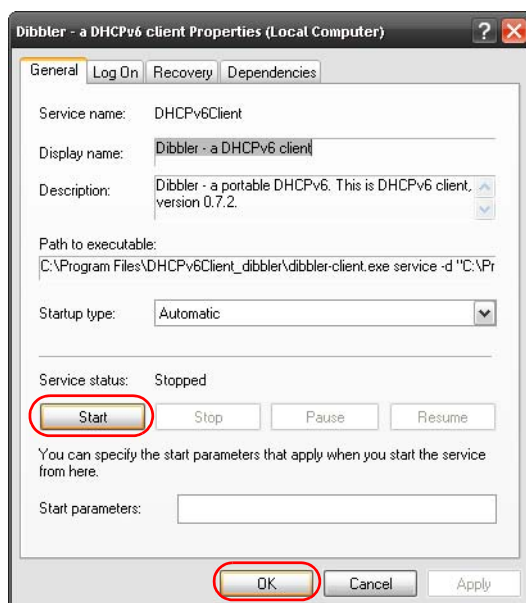 Dibbler - a DHCPv6 client Properties (Local Computer)
General Log On Recovery Dependencies
Service name: DHCPv6Client
Display name: Dibbler - a DHCPv6 client
Description: Dibbler - a portable DHCPv6. This is DHCPv6 client,
version 0.7.2.
Path to executable:
C:\Program Files\DHCPv6Client_dibbler\dibbler-client.exe service -d "C:\Pr
Startup type: Automatic
Service status: Stopped
Start Stop Pause Resume
You can specify the start parameters that apply when you start the service
from here.
Start parameters:
OK Cancel Apply